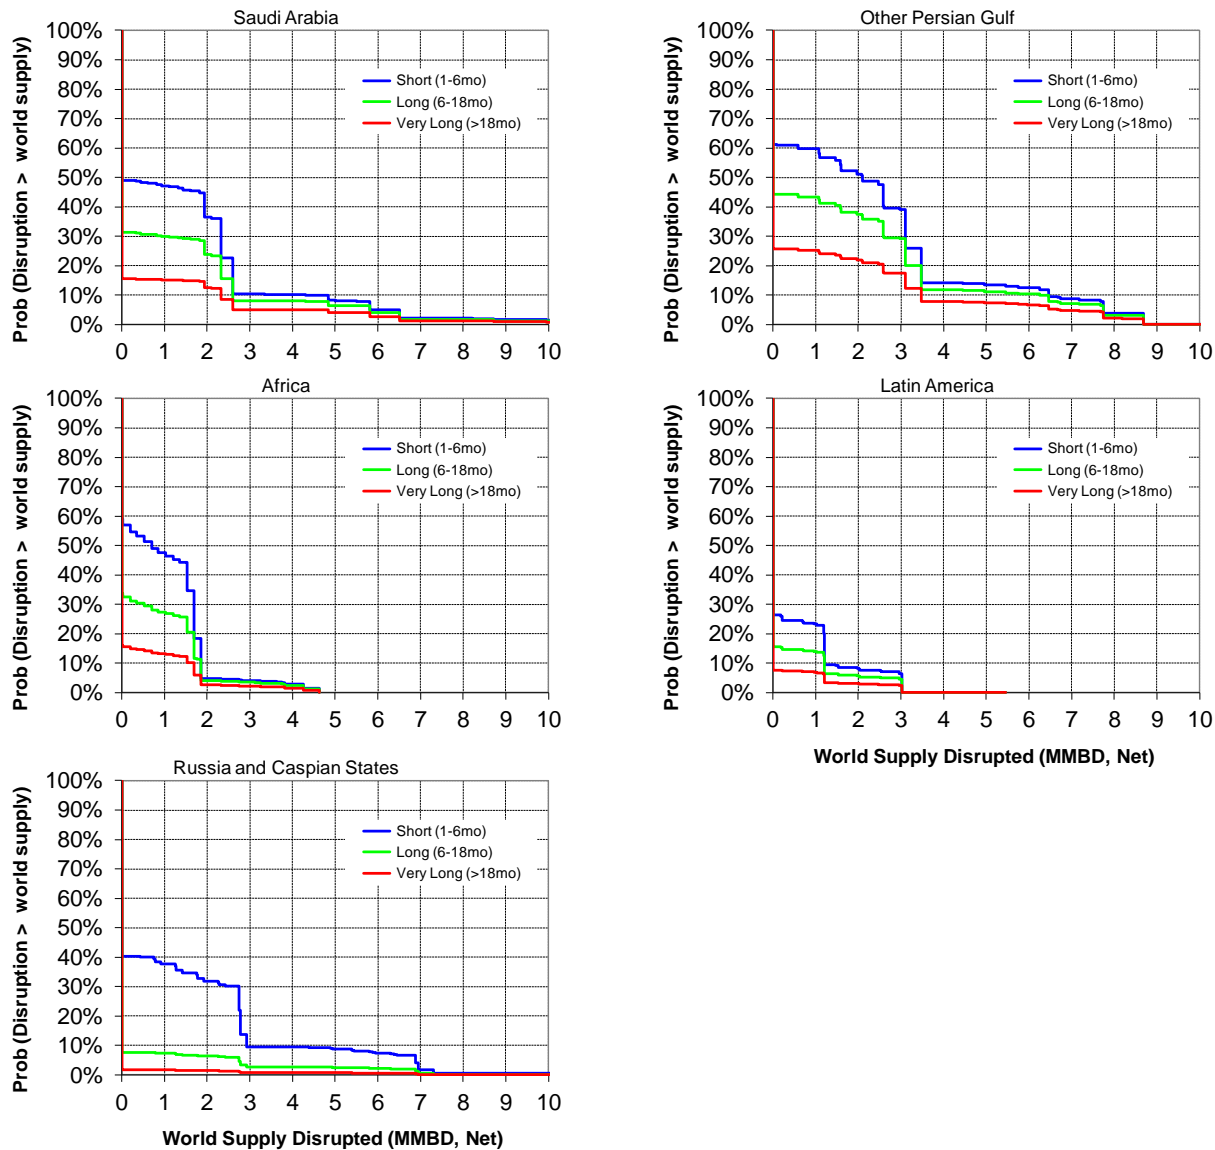 Saudi Arabia
Prob (Disruption > world supply)
100%
90%
80%
70%
60%
50%
40%
30%
20%
10%
0%
Short (1-6mo)
Long (6-18mo)
Very Long (>18mo)
0 1 2 3 4 5 6 7 8 9 10
Other Persian Gulf
Prob (Disruption > world supply)
100%
90%
80%
70%
60%
50%
40%
30%
20%
10%
0%
Short (1-6mo)
Long (6-18mo)
Very Long (>18mo)
0 1 2 3 4 5 6 7 8 9 10
Africa
Prob (Disruption > world supply)
100%
90%
80%
70%
60%
50%
40%
30%
20%
10%
0%
Short (1-6mo)
Long (6-18mo)
Very Long (>18mo)
0 1 2 3 4 5 6 7 8 9 10
Latin America
Prob (Disruption > world supply)
100%
90%
80%
70%
60%
50%
40%
30%
20%
10%
0%
Short (1-6mo)
Long (6-18mo)
Very Long (>18mo)
0 1 2 3 4 5 6 7 8 9 10
World Supply Disrupted (MMBD, Net)
Russia and Caspian States
Prob (Disruption > world supply)
100%
90%
80%
70%
60%
50%
40%
30%
20%
10%
0%
Short (1-6mo)
Long (6-18mo)
Very Long (>18mo)
0 1 2 3 4 5 6 7 8 9 10
World Supply Disrupted (MMBD, Net)